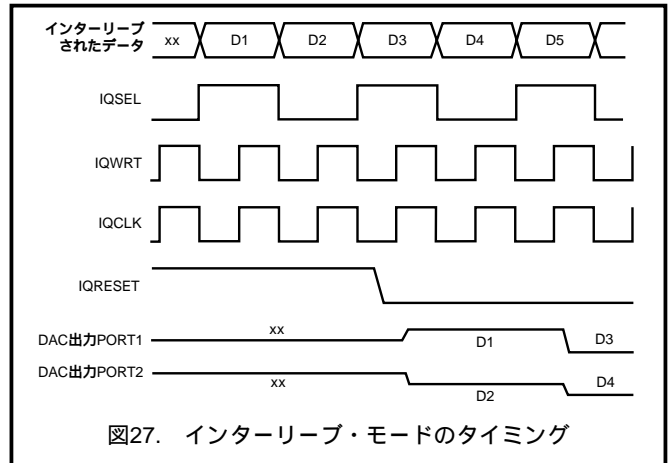 インターリーブ
されたデータ
xx D1 D2 D3 D4 D5
IQSEL
IQWRT
IQCLK
IQRESET
DAC出力PORT1 xx D1 D3
DAC出力PORT2 xx D2 D4
図27. インターリーブ・モードのタイミング